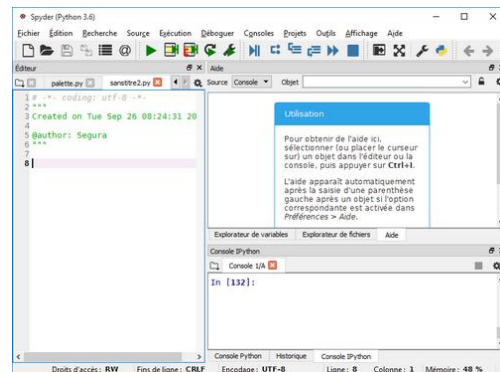 Spyder (Python 3.6)
Fichier Édition Recherche Source Exécution Déboguer Consoles Projets Outils Affichage Aide
Éditeur
Aide
palette.py sanstitre2.py
Source Console Objet
1 # -*- coding: utf-8 -*-
2 """
3 Created on Tue Sep 26 08:24:31 20
4
5 @author: Segura
6 """
7
8
Utilisation
Pour obtenir de l'aide ici,
sélectionner (ou placer le curseur
sur) un objet dans l'éditeur ou la
console, puis appuyer sur Ctrl+I.
L'aide apparaît automatiquement
après la saisie d'une parenthèse
gauche après un objet si l'option
correspondante est activée dans
Préférences > Aide.
Explorateur de variables Explorateur de fichiers Aide
Console IPython
Console 1/A
In [132]:
Console Python Historique Console IPython
Droits d'accès : RW Fins de ligne : CRLF Encodage : UTF-8 Ligne : 8 Colonne : 1 Mémoire : 48 %